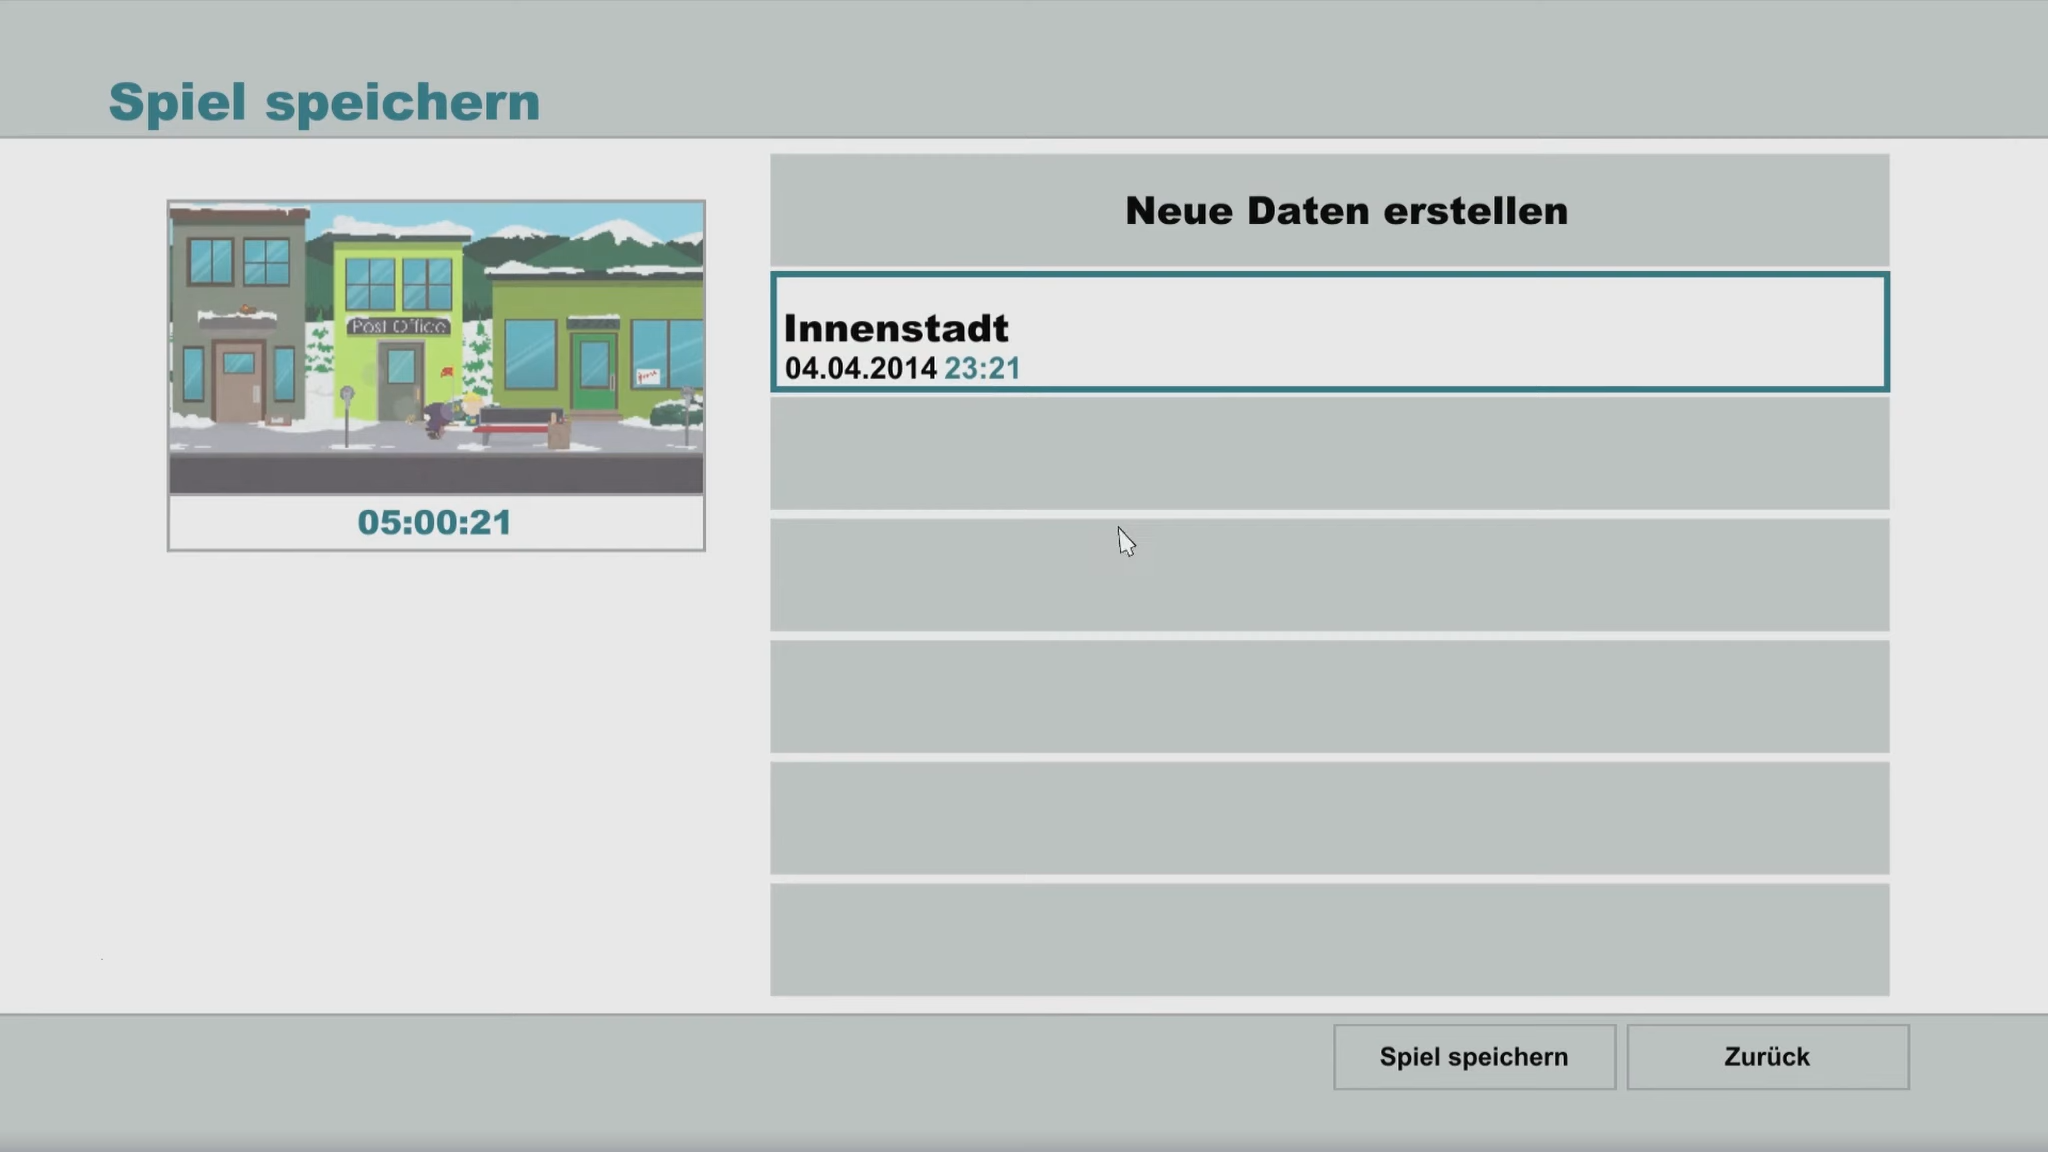 Spiel speichern
Post Office
05:00:21
Neue Daten erstellen
Innenstadt
04.04.2014 23:21
Spiel speichern
Zurück